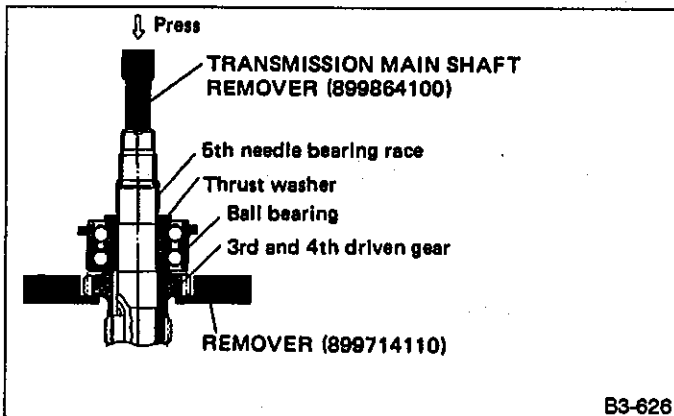 Press
TRANSMISSION MAIN SHAFT
REMOVER (899864100)
5th needle bearing race
Thrust washer
Ball bearing
3rd and 4th driven gear
REMOVER (899714110)
B3-626